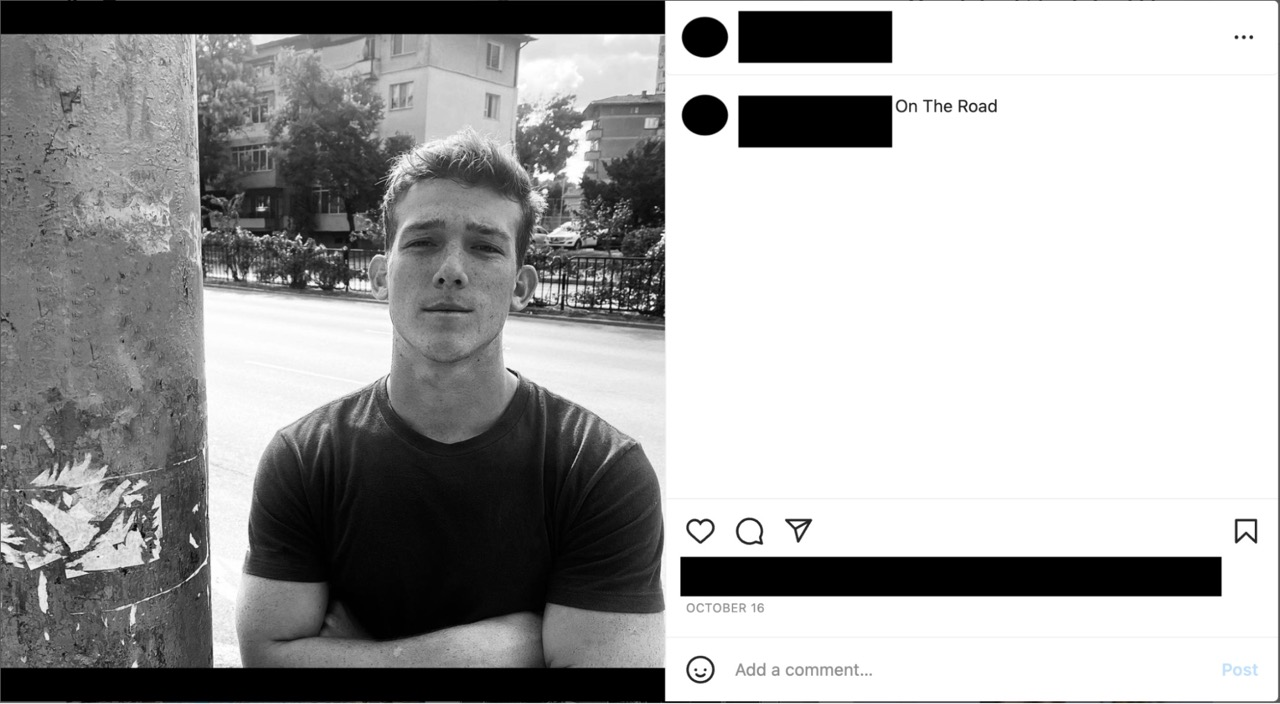 On The Road
OCTOBER 16
Add a comment...
Post